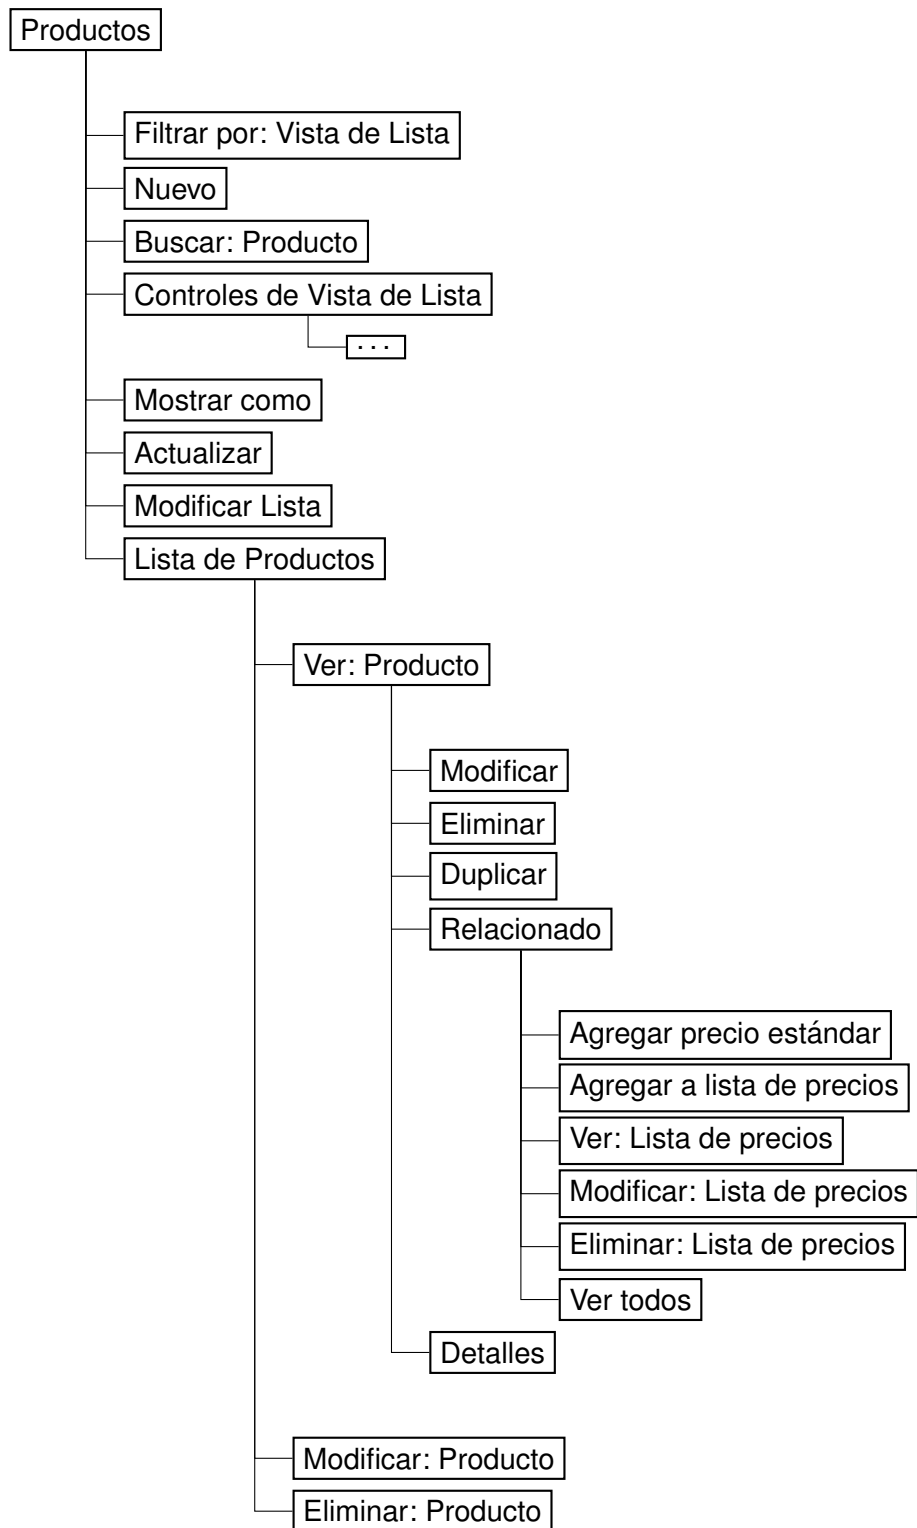 Productos
Filtrar por: Vista de Lista
Nuevo
Buscar: Producto
Controles de Vista de Lista
...
Mostrar como
Actualizar
Modificar Lista
Lista de Productos
Ver: Producto
Modificar
Eliminar
Duplicar
Relacionado
Agregar precio estándar
Agregar a lista de precios
Ver: Lista de precios
Modificar: Lista de precios
Eliminar: Lista de precios
Ver todos
Detalles
Modificar: Producto
Eliminar: Producto